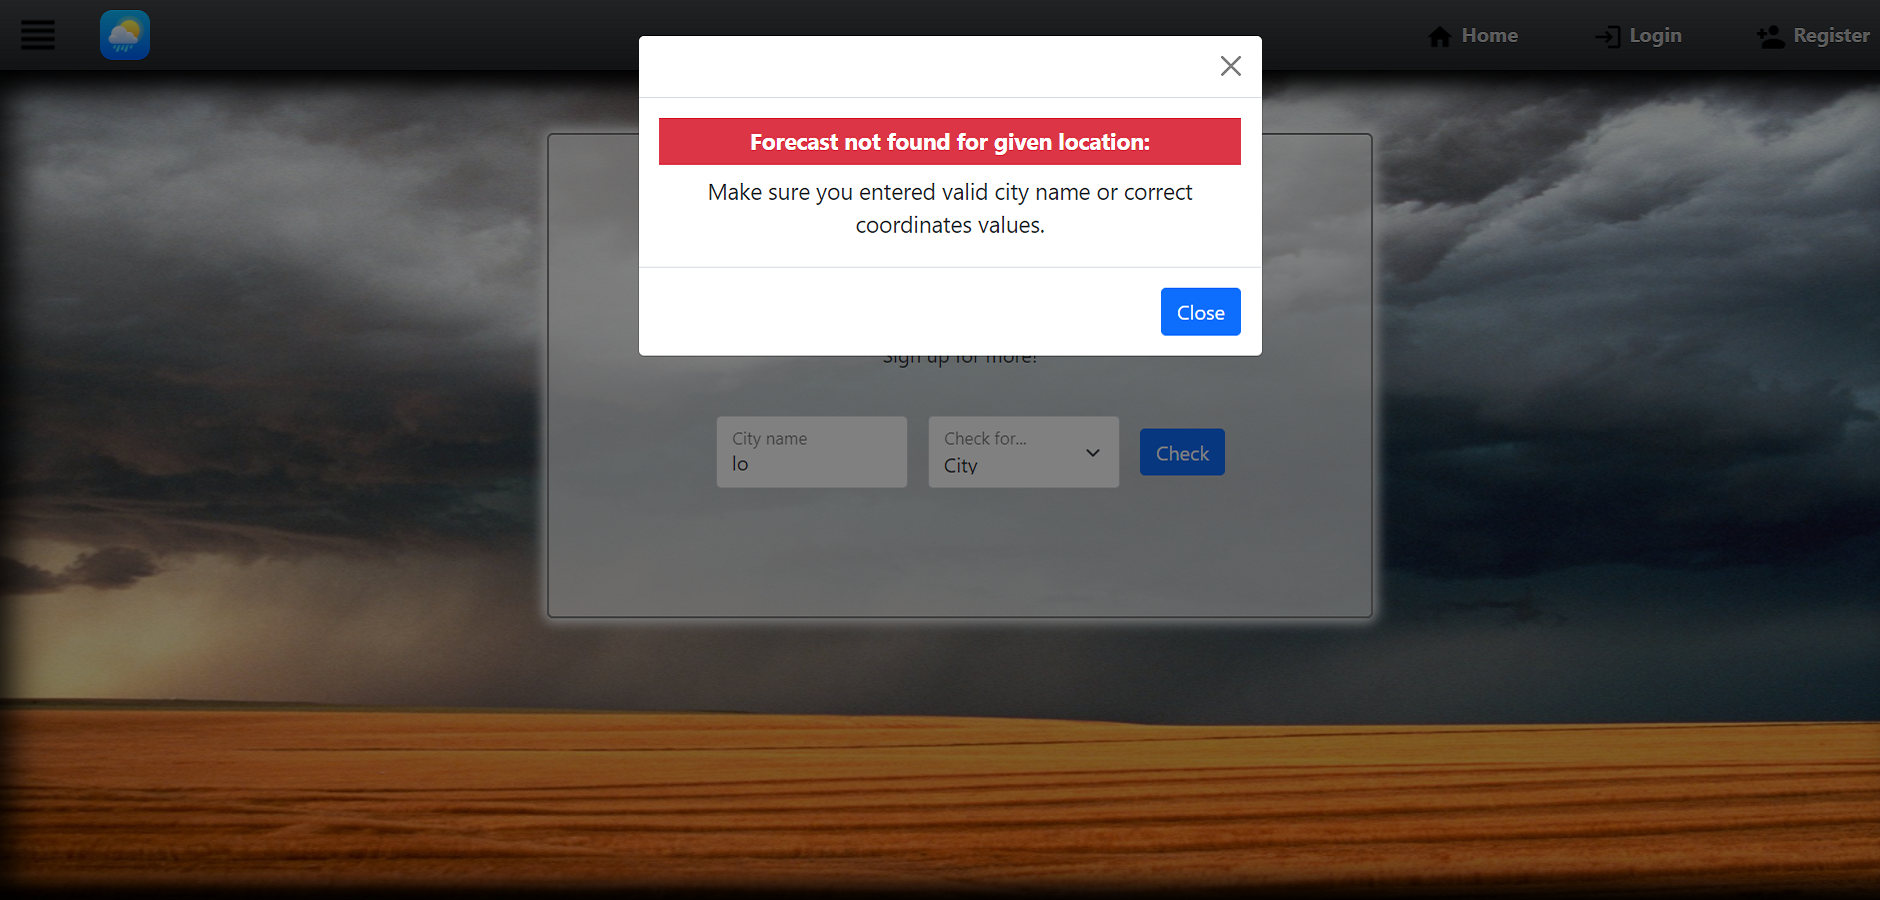 Home
Login
Register
Forecast not found for given location:
Make sure you entered valid city name or correct
coordinates values.
Close
Sign up for more!
City name
lo
Check for...
City
Check